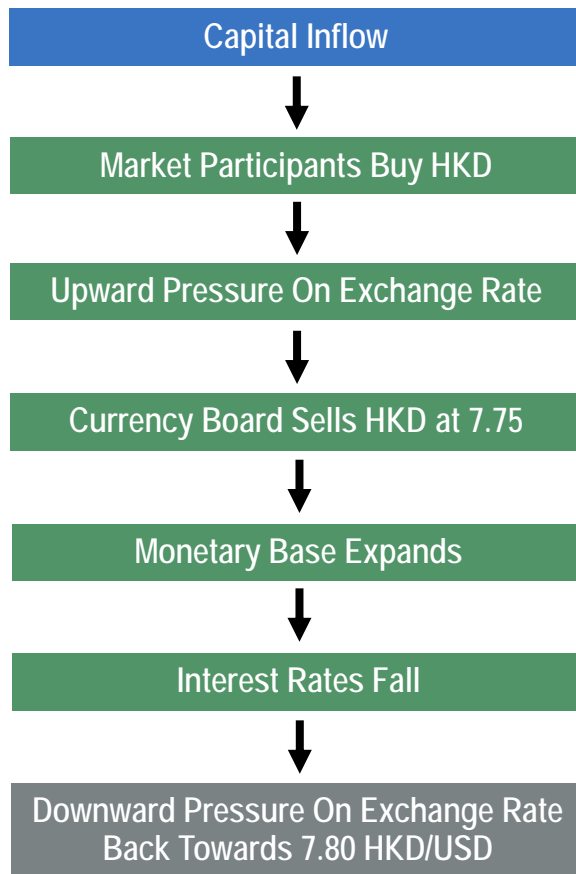 Capital Inflow
Market Participants Buy HKD
Upward Pressure On Exchange Rate
Currency Board Sells HKD at 7.75
Monetary Base Expands
Interest Rates Fall
Downward Pressure On Exchange Rate
Back Towards 7.80 HKD/USD